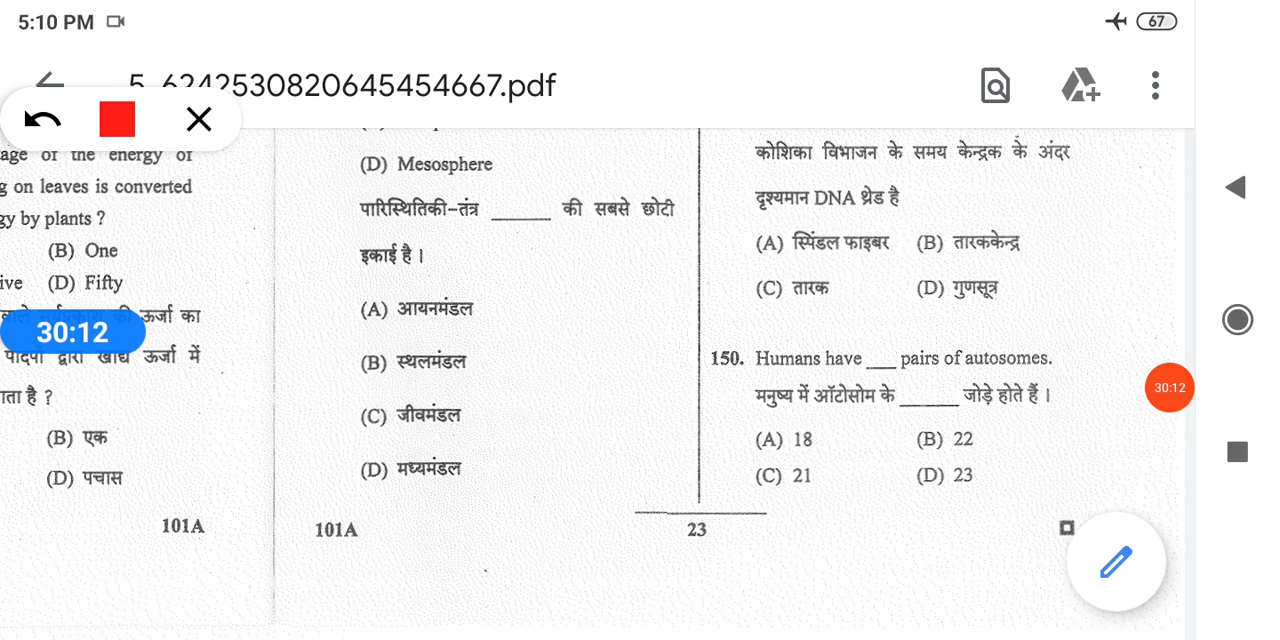 5:10 PM
67
5_6242530820645454667.pdf
age of the energy of
g on leaves is converted
gy by plants ?
(B) One
ive (D) Fifty
की ऊर्जा का
30:12
पादपों द्वारा खाद्य ऊर्जा में
ाता है ?
(B) एक
(D) पचास
101A
(D) Mesosphere
पारिस्थितिकी-तंत्र ______ की सबसे छोटी
इकाई है ।
(A) आयनमंडल
(B) स्थलमंडल
(C) जीवमंडल
(D) मध्यमंडल
101A
23
कोशिका विभाजन के समय केन्द्रक के अंदर
दृश्यमान DNA थ्रेड है
(A) स्पिंडल फाइबर (B) तारककेन्द्र
(C) तारक (D) गुणसूत्र
150. Humans have ___ pairs of autosomes.
मनुष्य में ऑटोसोम के ______ जोड़े होते हैं ।
(A) 18 (B) 22
(C) 21 (D) 23
30:12